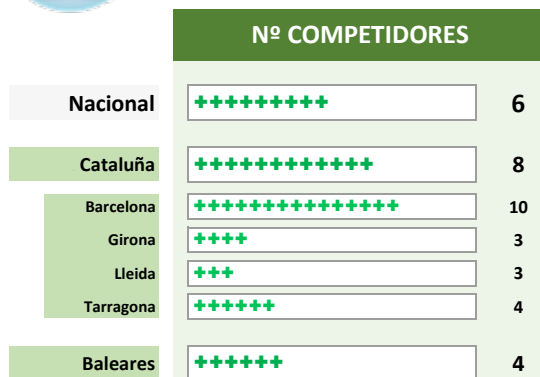 Nº COMPETIDORES
Nacional +++++++++ 6
Cataluña ++++++++++++ 8
Barcelona ++++++++++++++ 10
Girona ++++ 3
Lleida +++ 3
Tarragona ++++++ 4
Baleares ++++++ 4